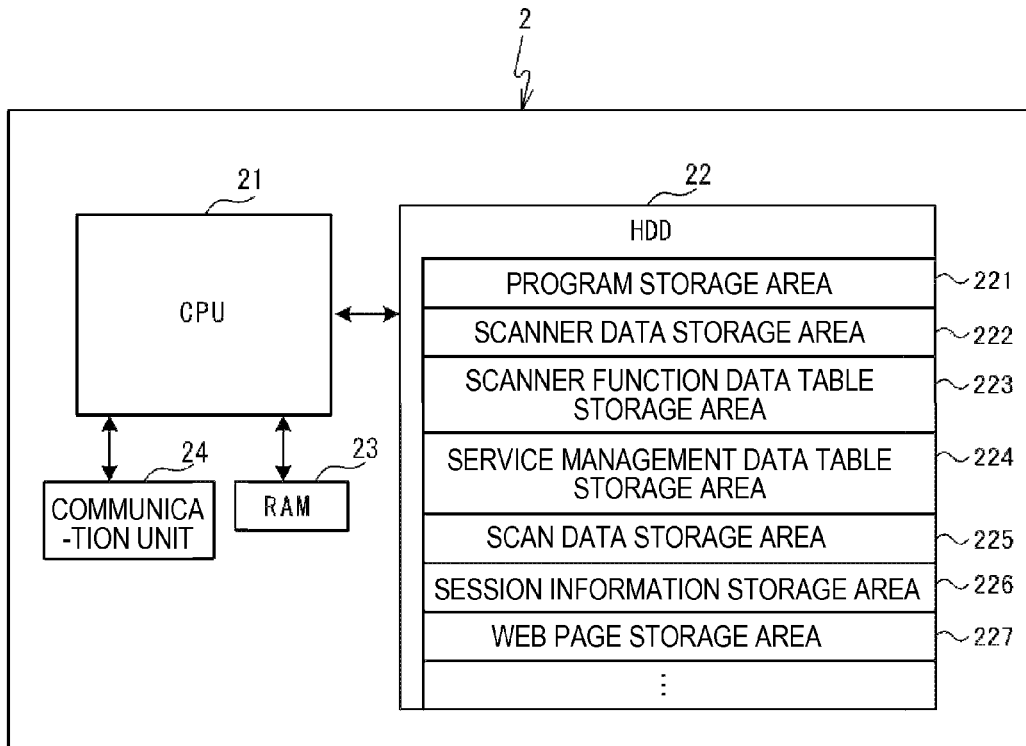 2
21
22
CPU
HDD
PROGRAM STORAGE AREA
221
SCANNER DATA STORAGE AREA
222
SCANNER FUNCTION DATA TABLE
STORAGE AREA
223
SERVICE MANAGEMENT DATA TABLE
STORAGE AREA
224
SCAN DATA STORAGE AREA
225
SESSION INFORMATION STORAGE AREA
226
WEB PAGE STORAGE AREA
227
⋮
24
COMMUNICA
-TION UNIT
23
RAM